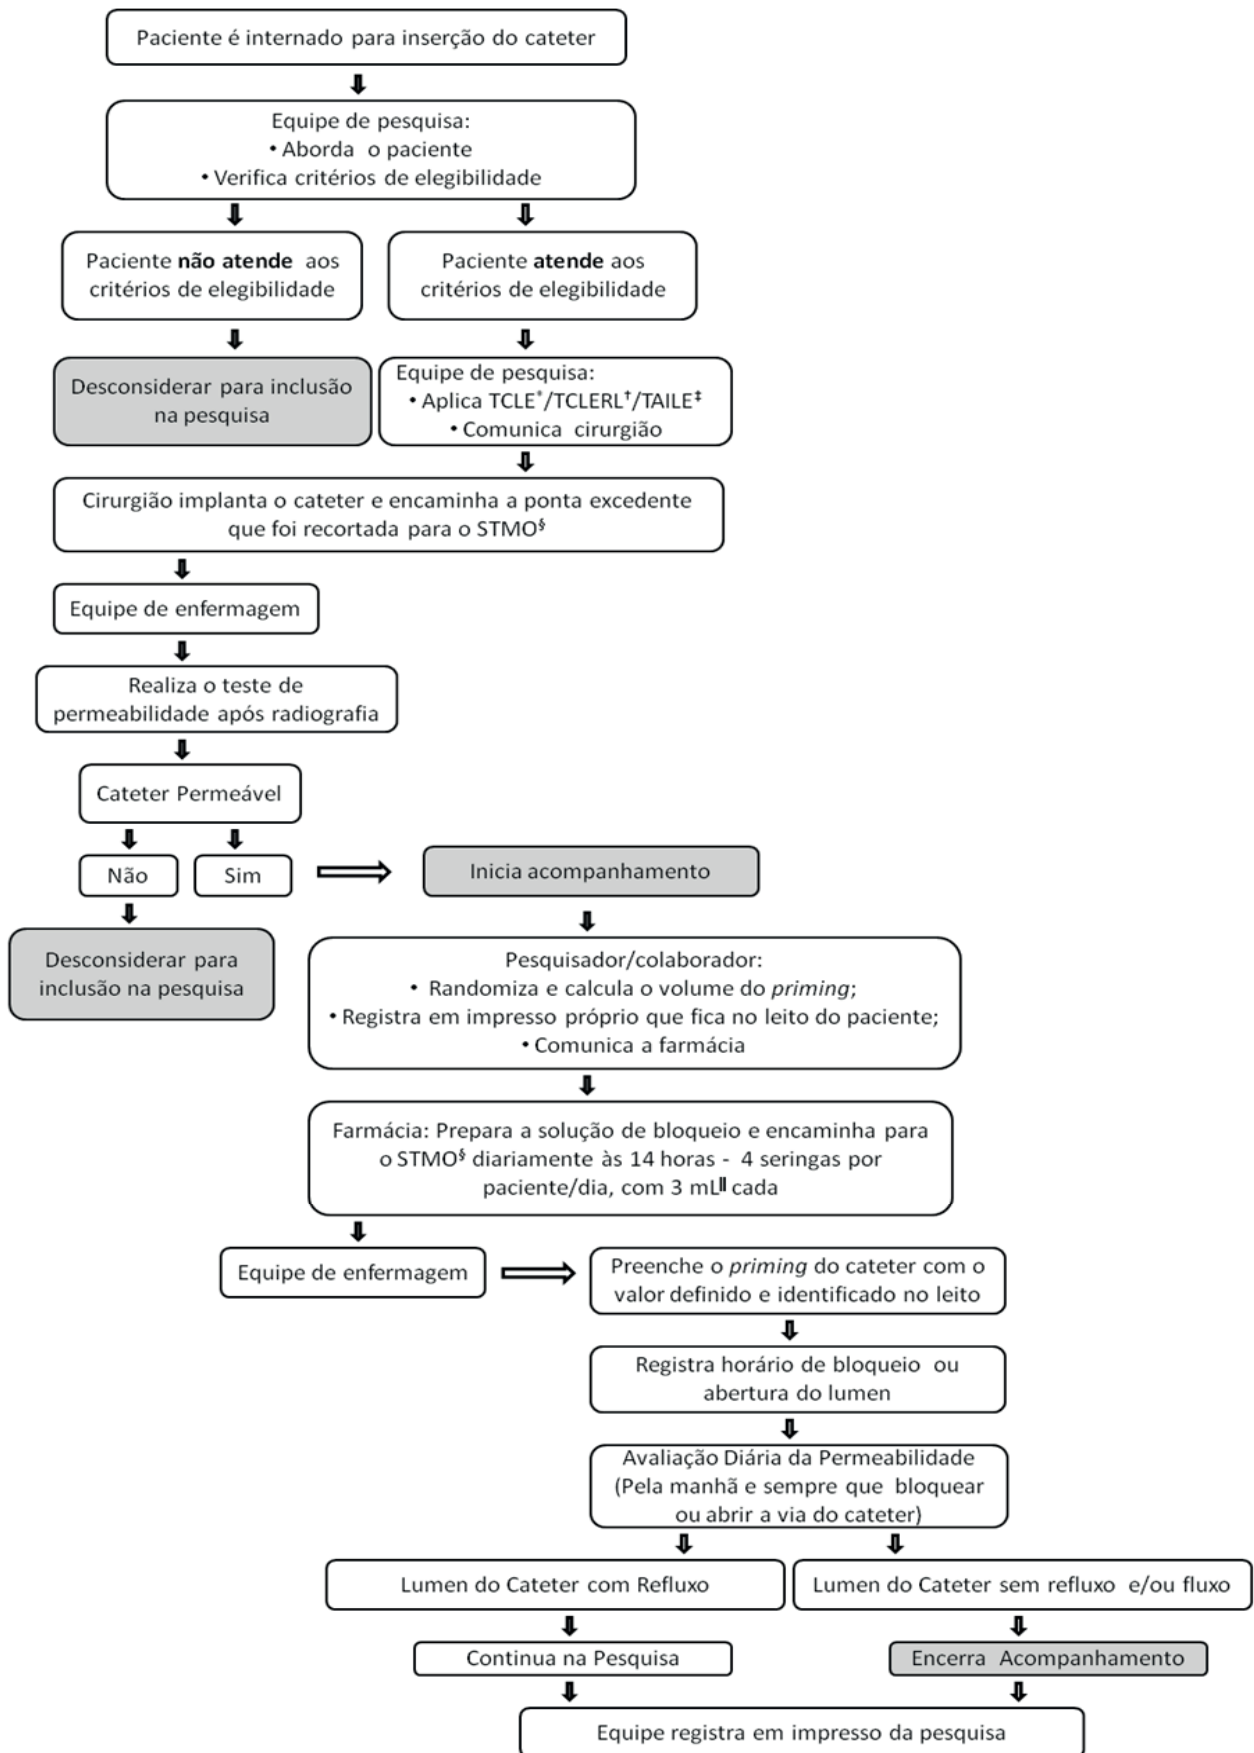 Paciente é internado para inserção do cateter
Equipe de pesquisa:
• Aborda o paciente
• Verifica critérios de elegibilidade
Paciente não atende aos
critérios de elegibilidade
Paciente atende aos
critérios de elegibilidade
Desconsiderar para inclusão
na pesquisa
Equipe de pesquisa:
• Aplica TCLE*/TCLERL†/TAILE‡
• Comunica cirurgião
Cirurgião implanta o cateter e encaminha a ponta excedente
que foi recortada para o STMO§
Equipe de enfermagem
Realiza o teste de
permeabilidade após radiografia
Cateter Permeável
Não
Sim
Inicia acompanhamento
Desconsiderar para
inclusão na pesquisa
Pesquisador/colaborador:
• Randomiza e calcula o volume do priming;
• Registra em impresso próprio que fica no leito do paciente;
• Comunica a farmácia
Farmácia: Prepara a solução de bloqueio e encaminha para
o STMO§ diariamente às 14 horas - 4 seringas por
paciente/dia, com 3 mL|| cada
Equipe de enfermagem
Preenche o priming do cateter com o
valor definido e identificado no leito
Registra horário de bloqueio ou
abertura do lumen
Avaliação Diária da Permeabilidade
(Pela manhã e sempre que bloquear
ou abrir a via do cateter)
Lumen do Cateter com Refluxo
Lumen do Cateter sem refluxo e/ou fluxo
Continua na Pesquisa
Encerra Acompanhamento
Equipe registra em impresso da pesquisa